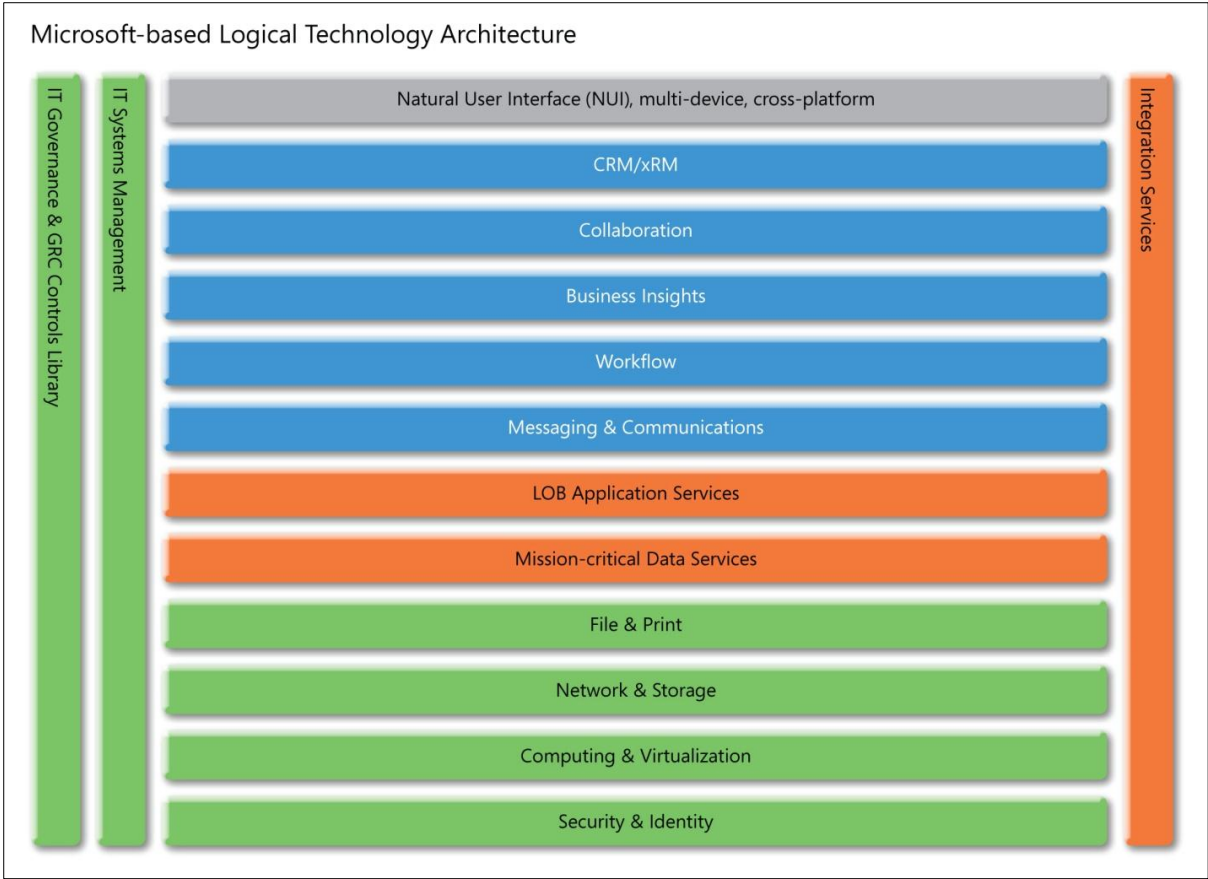 Microsoft-based Logical Technology Architecture
IT Governance & GRC Controls Library
IT Systems Management
Natural User Interface (NUI), multi-device, cross-platform
CRM/xRM
Collaboration
Business Insights
Workflow
Messaging & Communications
LOB Application Services
Mission-critical Data Services
File & Print
Network & Storage
Computing & Virtualization
Security & Identity
Integration Services